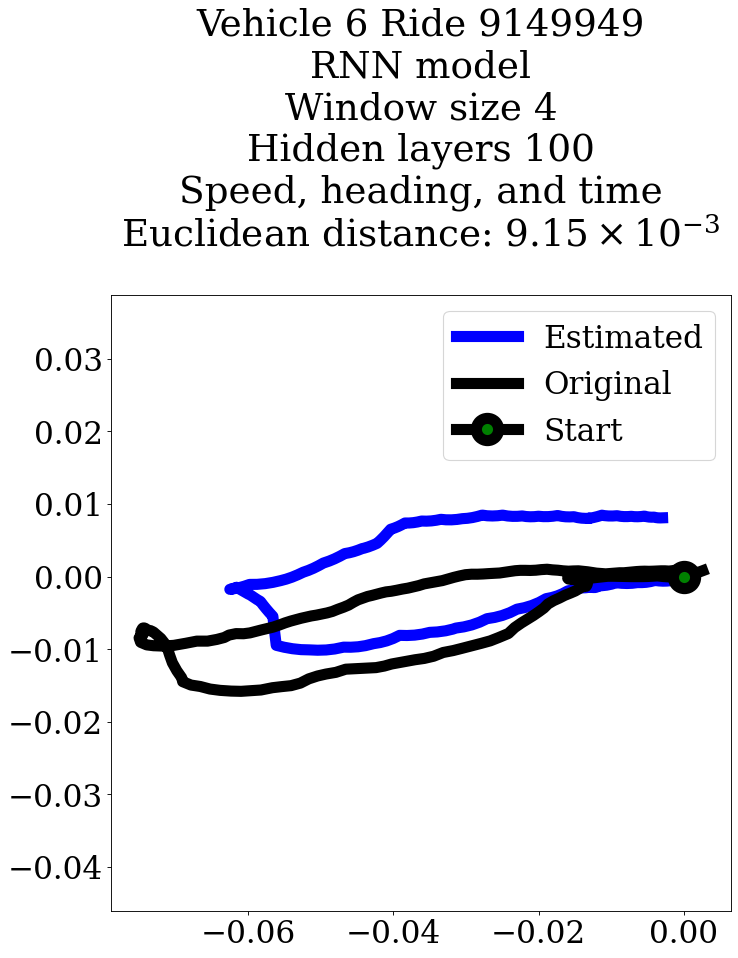 Vehicle 6 Ride 9149949
RNN model
Window size 4
Hidden layers 100
Speed, heading, and time
Euclidean distance: 9.15 × 10⁻³
Estimated
Original
Start
0.03
0.02
0.01
0.00
−0.01
−0.02
−0.03
−0.04
−0.06 −0.04 −0.02 0.00